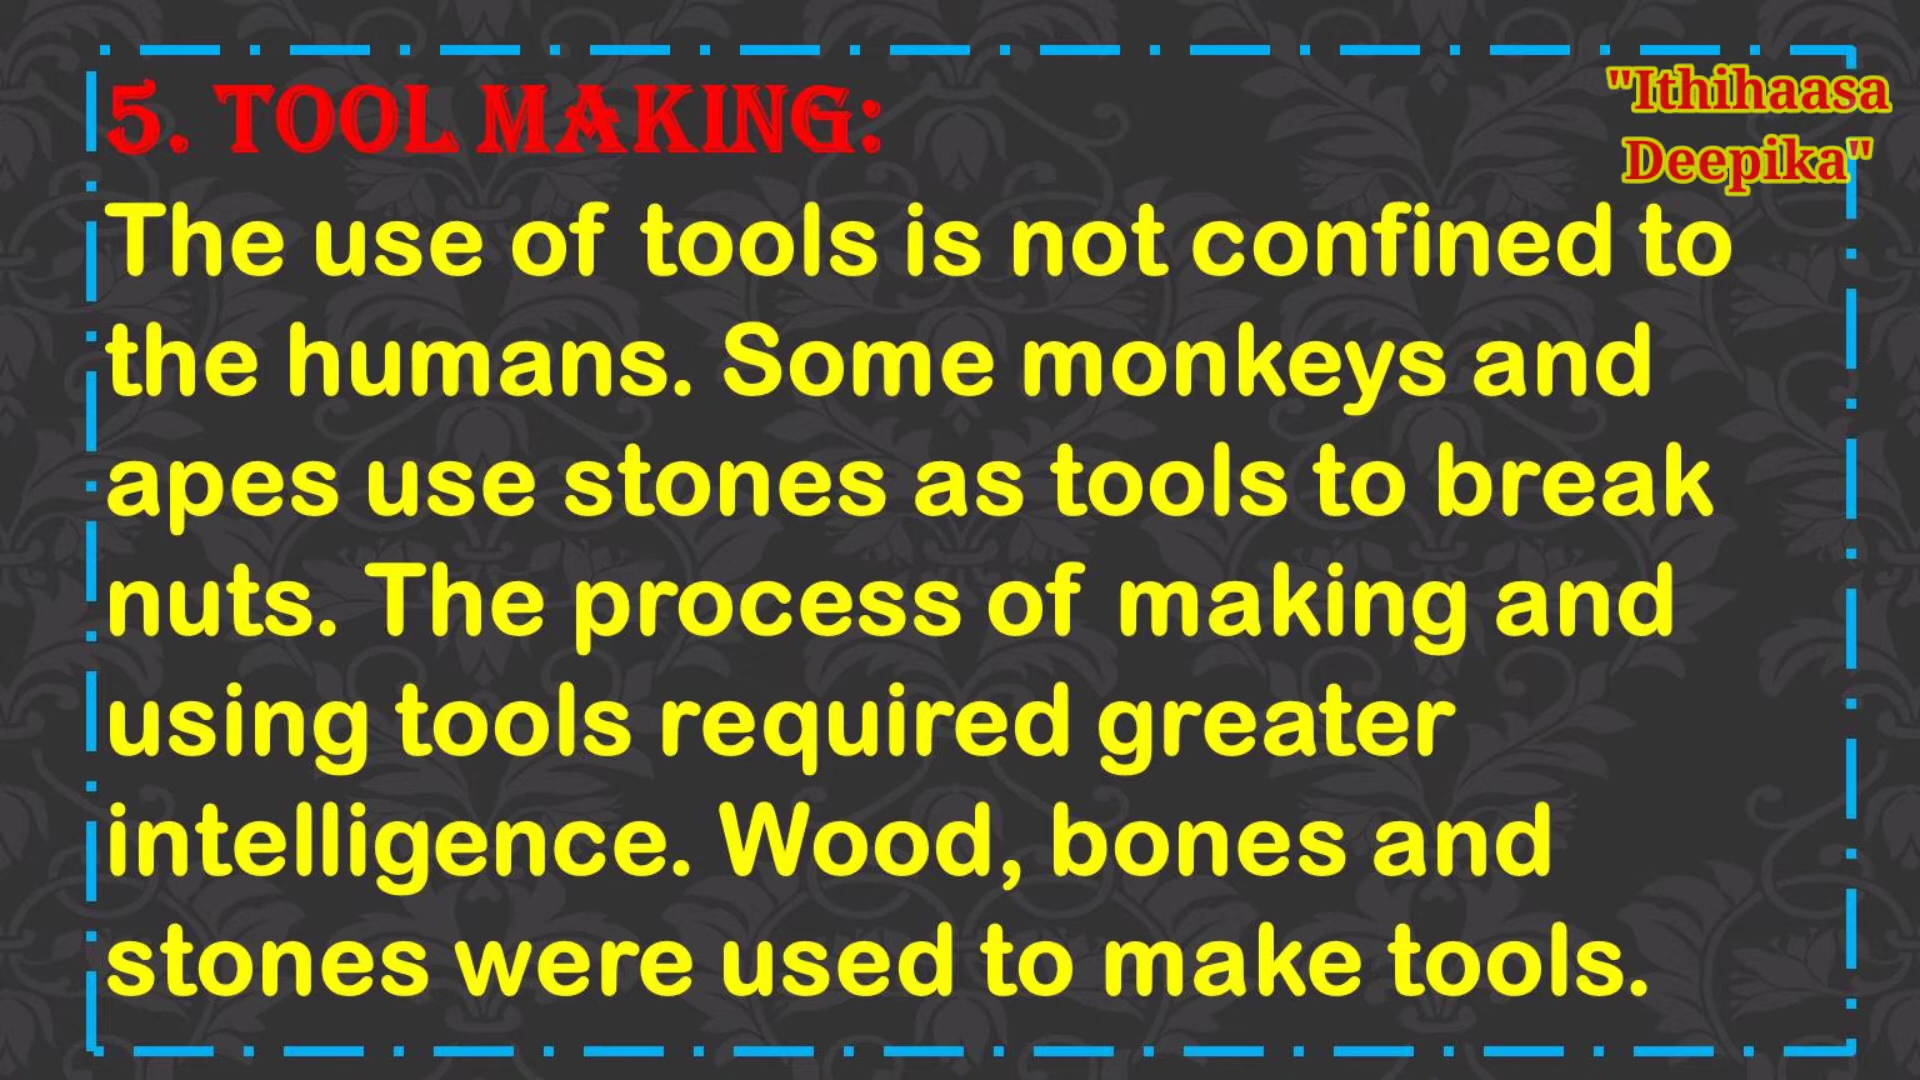 5. TOOL MAKING:
"Ithihaasa
Deepika"
The use of tools is not confined to
the humans. Some monkeys and
apes use stones as tools to break
nuts. The process of making and
using tools required greater
intelligence. Wood, bones and
stones were used to make tools.